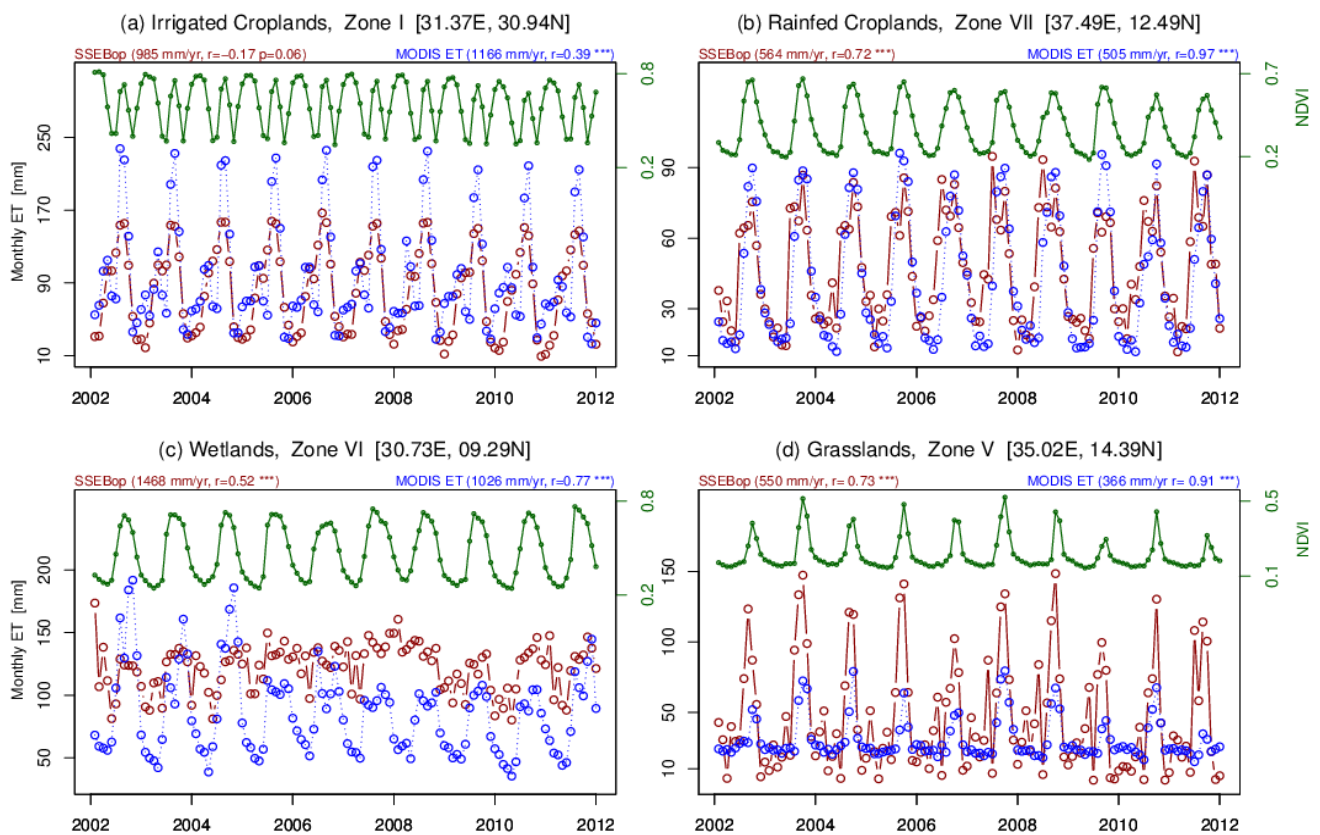 (a) Irrigated Croplands, Zone I [31.37E, 30.94N]
SSEBop (985 mm/yr, r=−0.17 p=0.06) MODIS ET (1166 mm/yr, r=0.39 ***)
Monthly ET [mm]
250
170
90
10
0.8
0.2
2002 2004 2006 2008 2010 2012
(b) Rainfed Croplands, Zone VII [37.49E, 12.49N]
SSEBop (564 mm/yr, r=0.72 ***) MODIS ET (505 mm/yr, r=0.97 ***)
90
60
30
10
0.7
0.2
NDVI
2002 2004 2006 2008 2010 2012
(c) Wetlands, Zone VI [30.73E, 09.29N]
SSEBop (1468 mm/yr, r=0.52 ***) MODIS ET (1026 mm/yr, r=0.77 ***)
Monthly ET [mm]
200
150
100
50
0.8
0.2
2002 2004 2006 2008 2010 2012
(d) Grasslands, Zone V [35.02E, 14.39N]
SSEBop (550 mm/yr, r= 0.73 ***) MODIS ET (366 mm/yr r= 0.91 ***)
150
100
50
10
0.5
0.1
NDVI
2002 2004 2006 2008 2010 2012